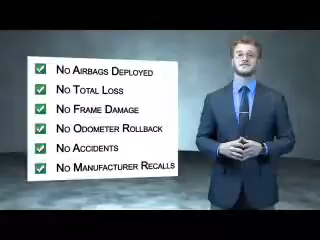 No Airbags Deployed
No Total Loss
No Frame Damage
No Odometer Rollback
No Accidents
No Manufacturer Recalls